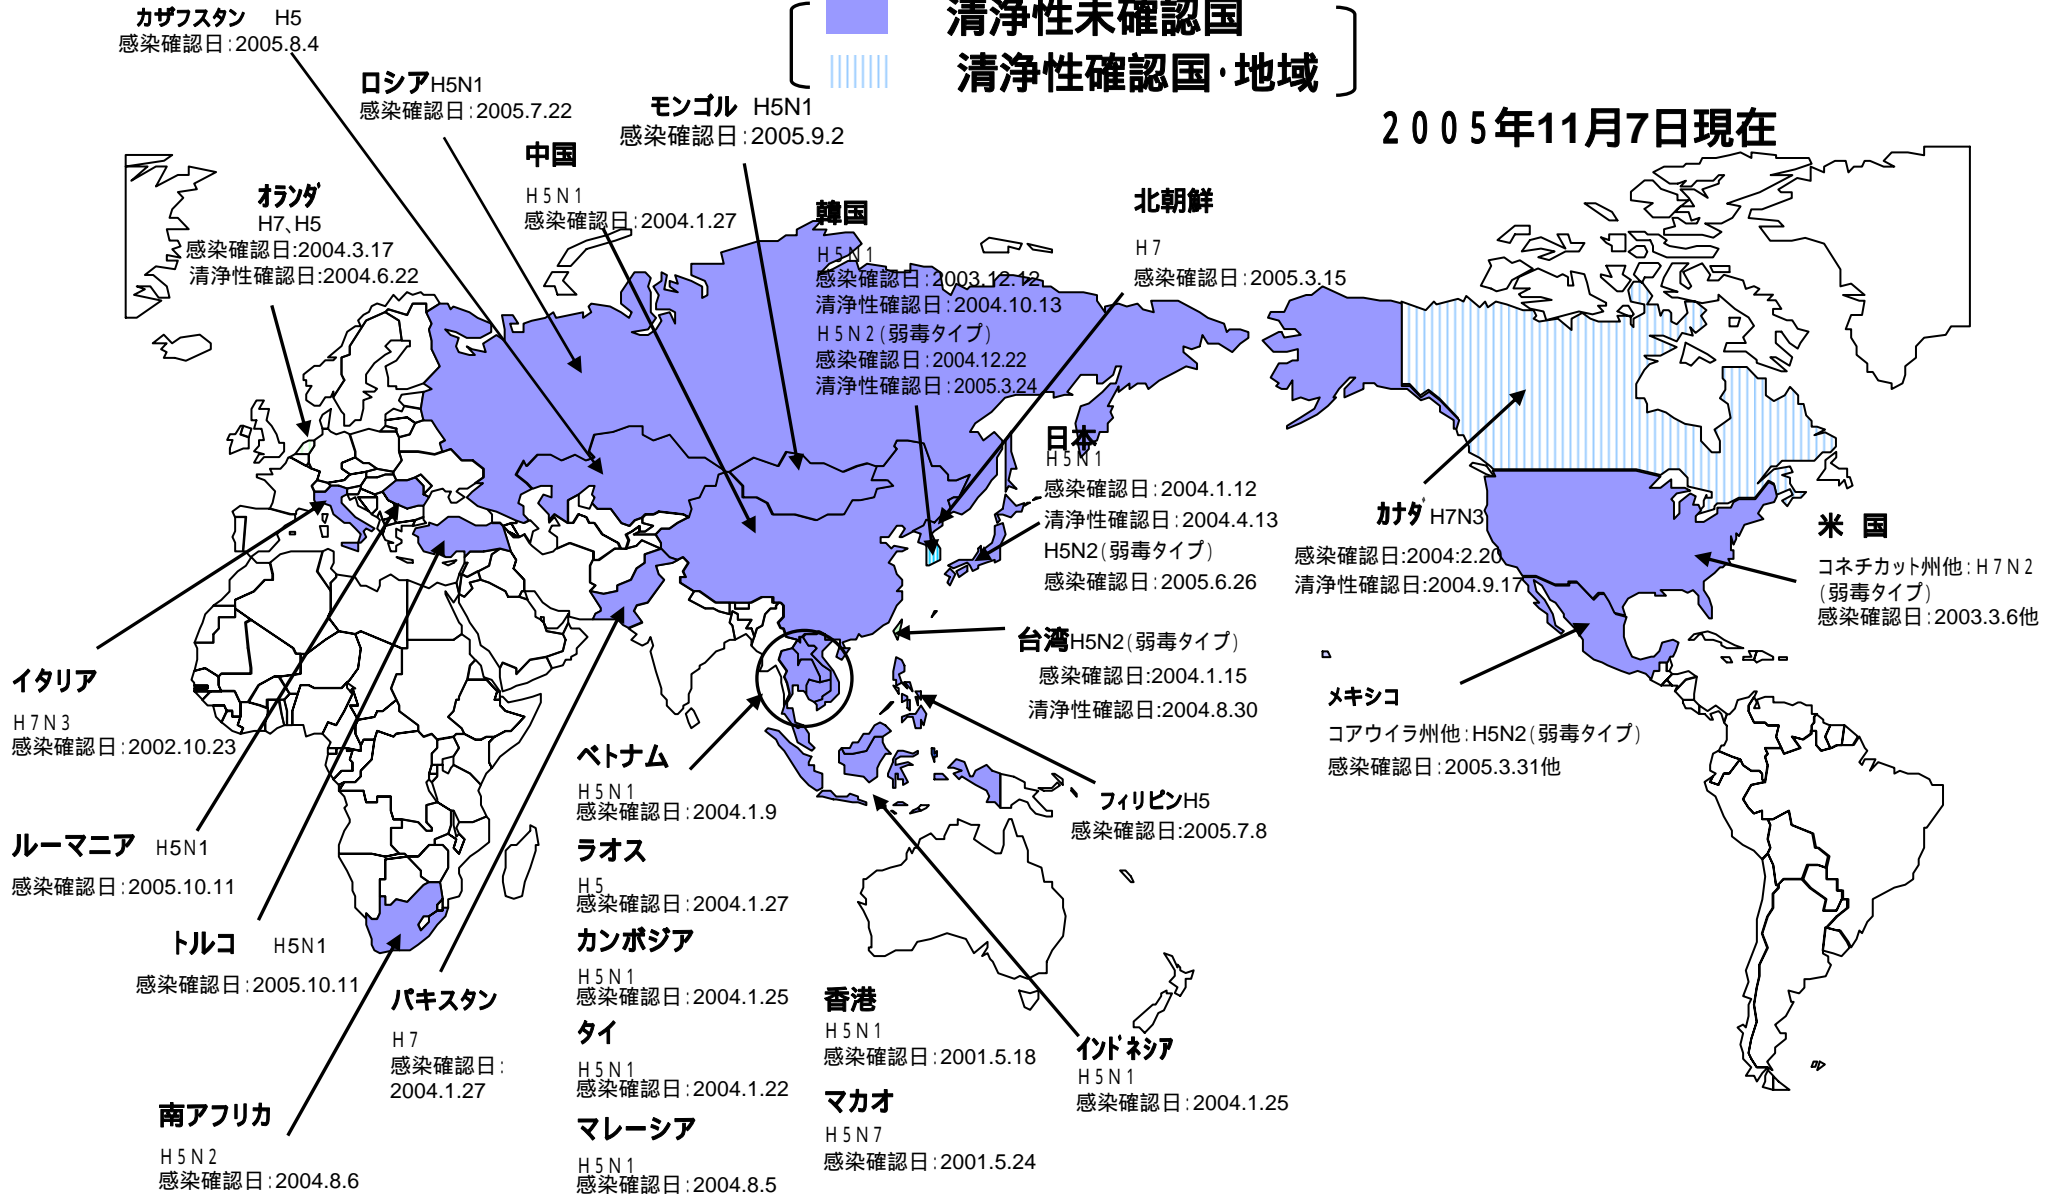 清浄性未確認国
清浄性確認国・地域
2005年11月7日現在
カザフスタン H5
感染確認日:2005.8.4
ロシアH5N1
感染確認日:2005.7.22
モンゴル H5N1
感染確認日:2005.9.2
中国
H5N1
感染確認日:2004.1.27
オランダ
H7、H5
感染確認日:2004.3.17
清浄性確認日:2004.6.22
韓国
H5N1
感染確認日:2003.12.12
清浄性確認日:2004.10.13
H5N2(弱毒タイプ)
感染確認日:2004.12.22
清浄性確認日:2005.3.24
北朝鮮
H7
感染確認日:2005.3.15
日本
H5N1
感染確認日:2004.1.12
清浄性確認日:2004.4.13
H5N2(弱毒タイプ)
感染確認日:2005.6.26
カナダ H7N3
感染確認日:2004:2.20
清浄性確認日:2004.9.17
米 国
コネチカット州他:H7N2
(弱毒タイプ)
感染確認日:2003.3.6他
台湾H5N2(弱毒タイプ)
感染確認日:2004.1.15
清浄性確認日:2004.8.30
メキシコ
コアウイラ州他:H5N2(弱毒タイプ)
感染確認日:2005.3.31他
イタリア
H7N3
感染確認日:2002.10.23
ルーマニア H5N1
感染確認日:2005.10.11
トルコ H5N1
感染確認日:2005.10.11
パキスタン
H7
感染確認日:
2004.1.27
南アフリカ
H5N2
感染確認日:2004.8.6
ベトナム
H5N1
感染確認日:2004.1.9
ラオス
H5
感染確認日:2004.1.27
カンボジア
H5N1
感染確認日:2004.1.25
タイ
H5N1
感染確認日:2004.1.22
マレーシア
H5N1
感染確認日:2004.8.5
香港
H5N1
感染確認日:2001.5.18
マカオ
H5N7
感染確認日:2001.5.24
フィリピンH5
感染確認日:2005.7.8
インドネシア
H5N1
感染確認日:2004.1.25